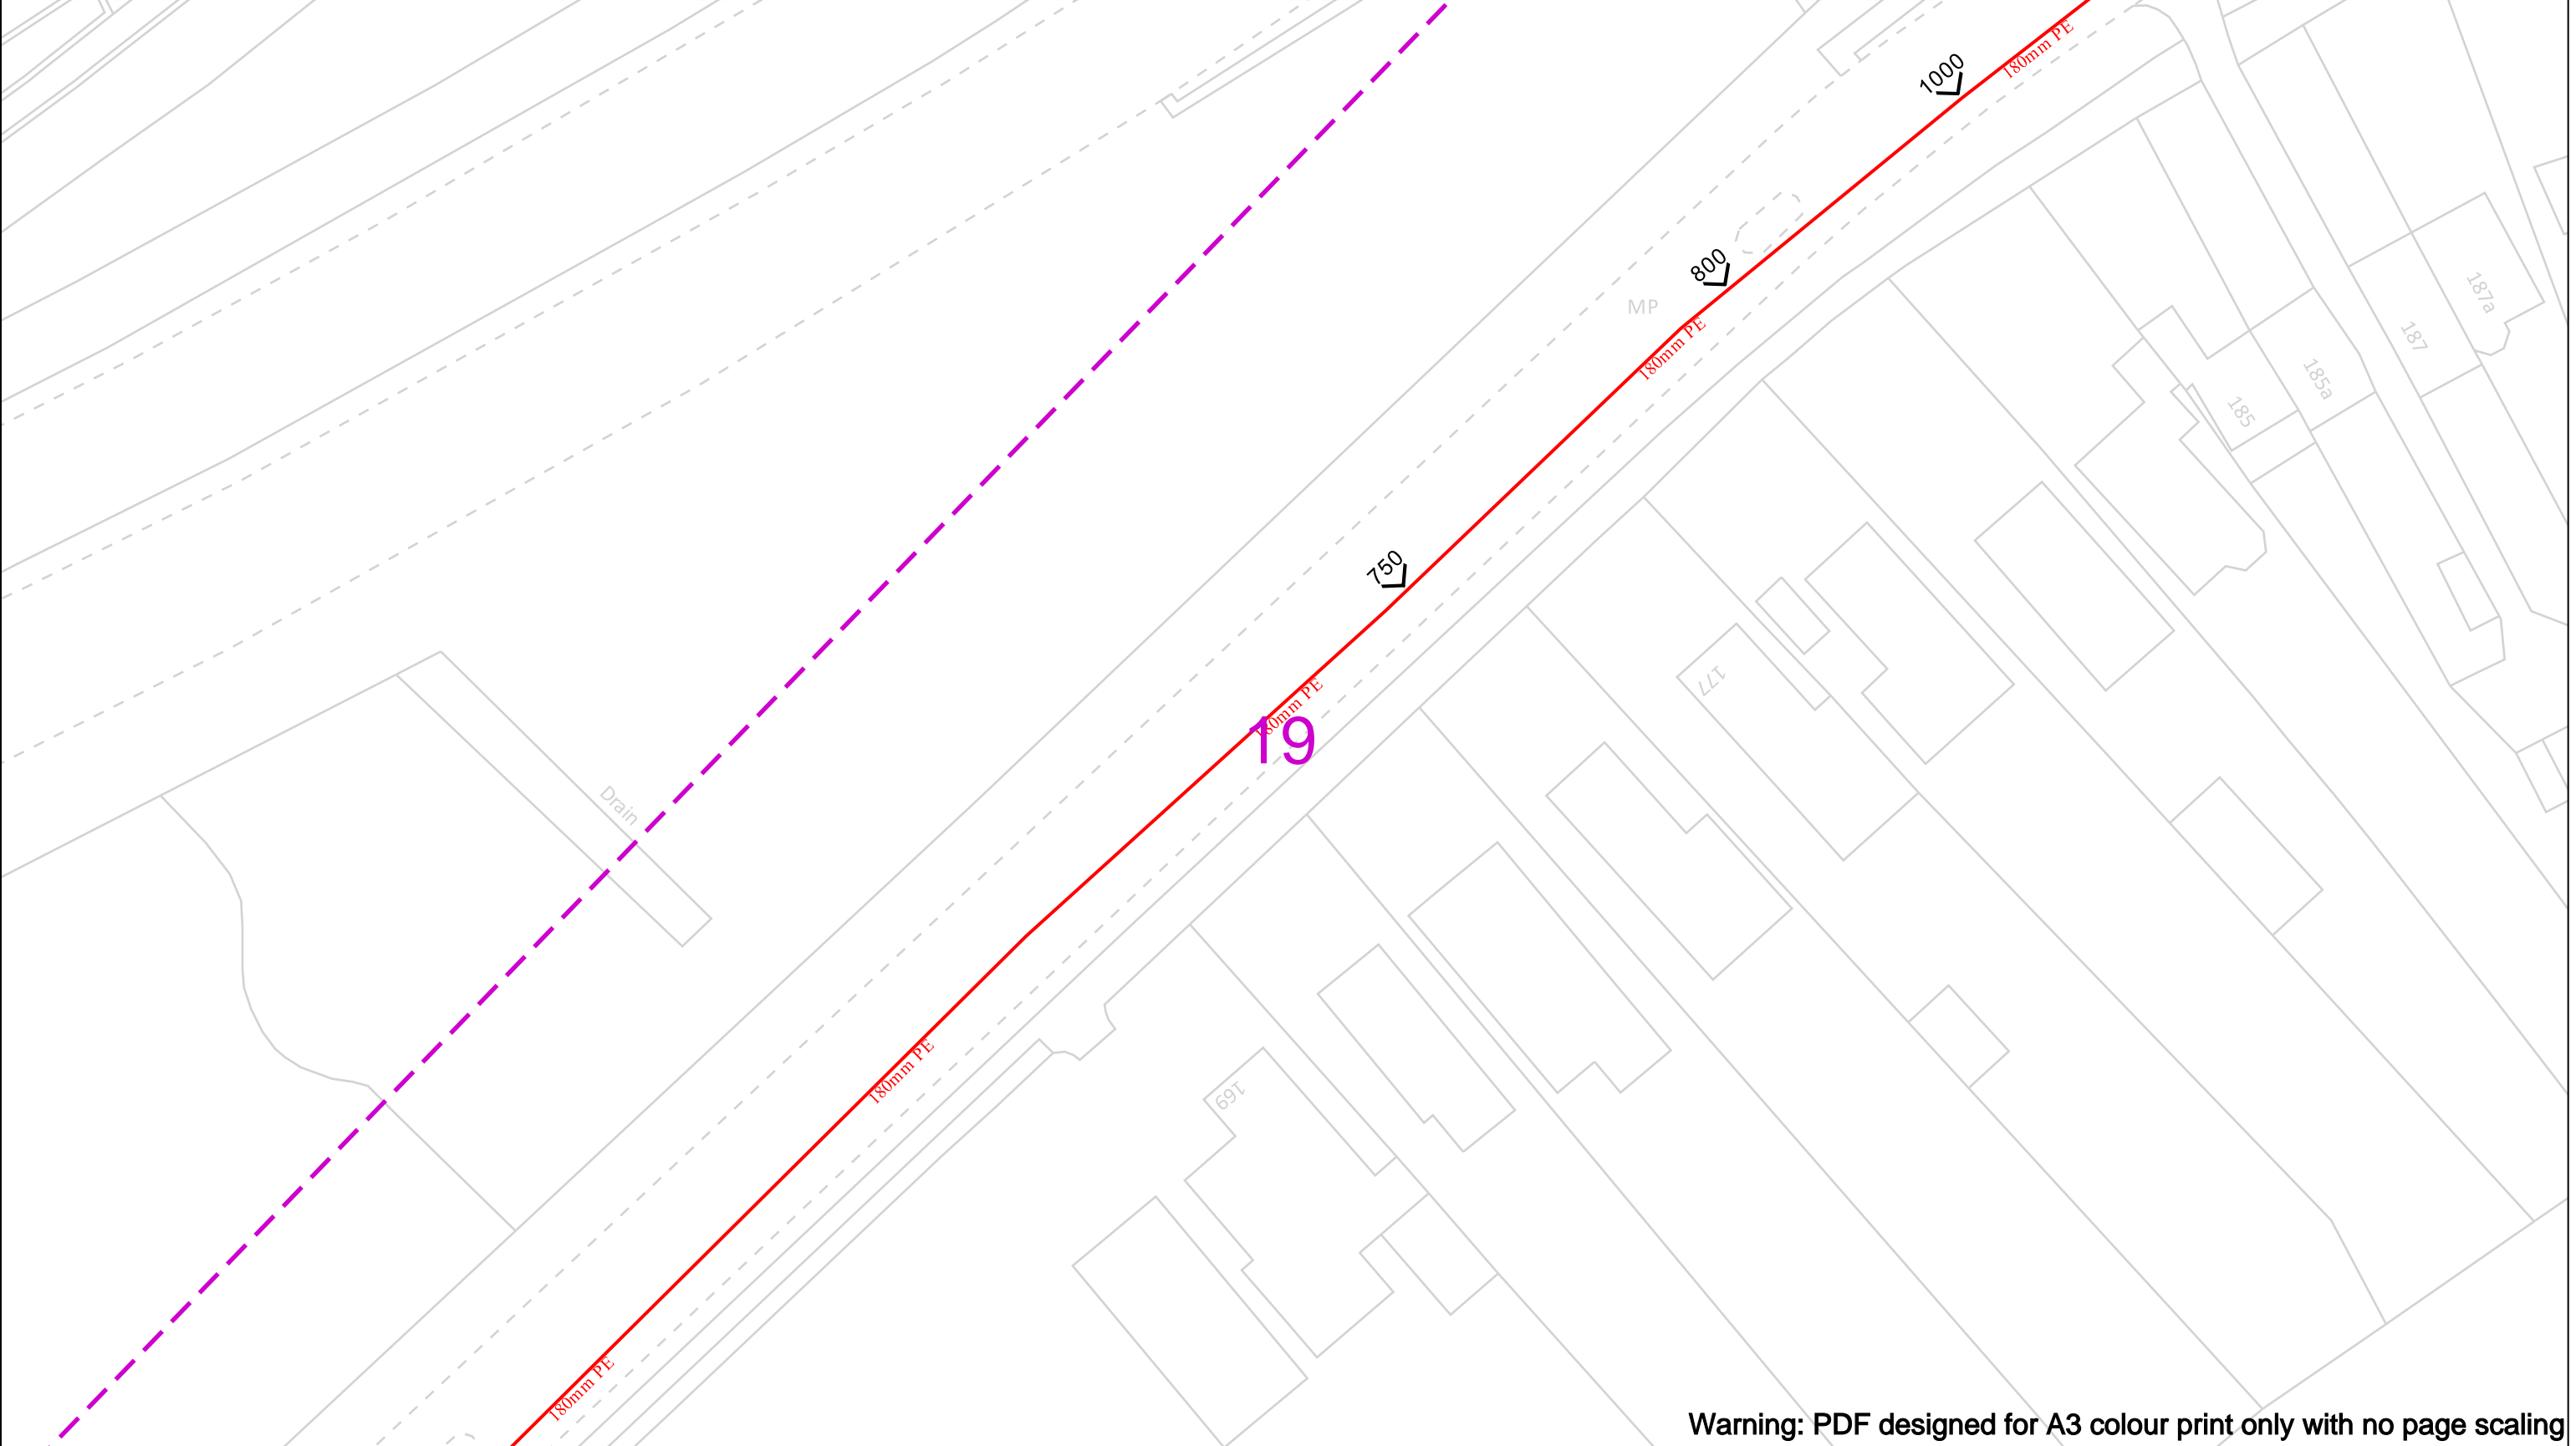 180mm PE
1000
800
MP
180mm PE
187a
187
185a
185
750
177
180mm PE
19
Drain
180mm PE
169
180mm PE
Warning: PDF designed for A3 colour print only with no page scaling